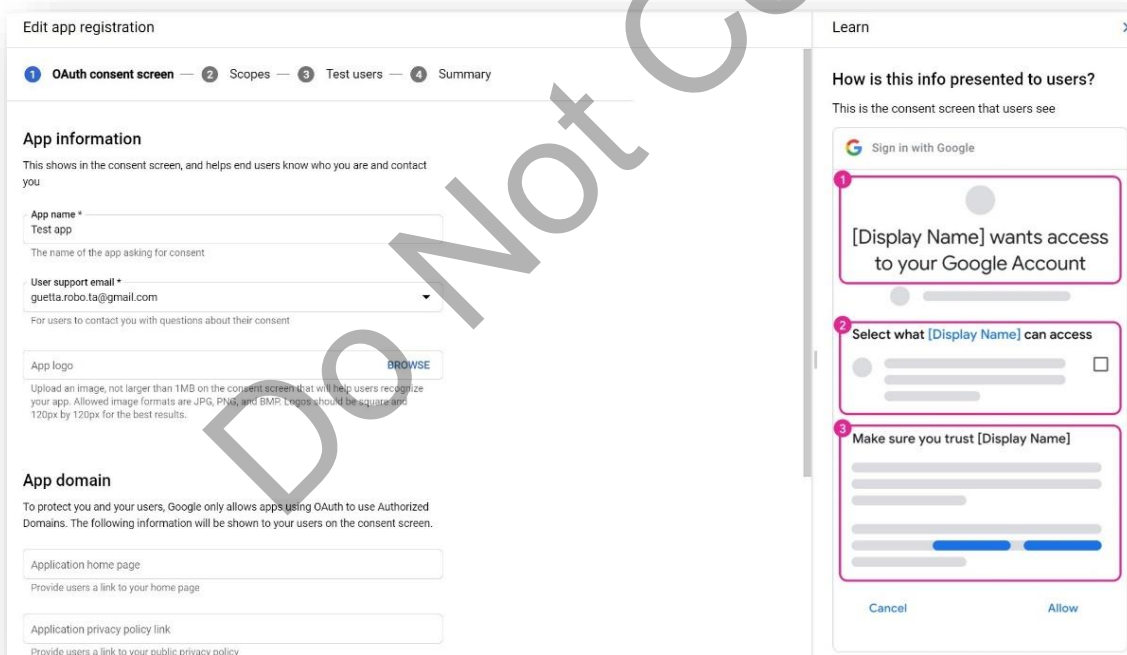 Edit app registration
1 OAuth consent screen — 2 Scopes — 3 Test users — 4 Summary
App information
This shows in the consent screen, and helps end users know who you are and contact
you
App name *
Test app
The name of the app asking for consent
User support email *
guetta.robo.ta@gmail.com
For users to contact you with questions about their consent
App logo
BROWSE
Upload an image, not larger than 1MB on the consent screen that will help users recognize
your app. Allowed image formats are JPG, PNG, and BMP. Logos should be square and
120px by 120px for the best results.
App domain
To protect you and your users, Google only allows apps using OAuth to use Authorized
Domains. The following information will be shown to your users on the consent screen.
Application home page
Provide users a link to your home page
Application privacy policy link
Provide users a link to your public privacy policy
Learn
How is this info presented to users?
This is the consent screen that users see
G Sign in with Google
1
[Display Name] wants access
to your Google Account
2
Select what [Display Name] can access
3
Make sure you trust [Display Name]
Cancel
Allow
Do Not Co